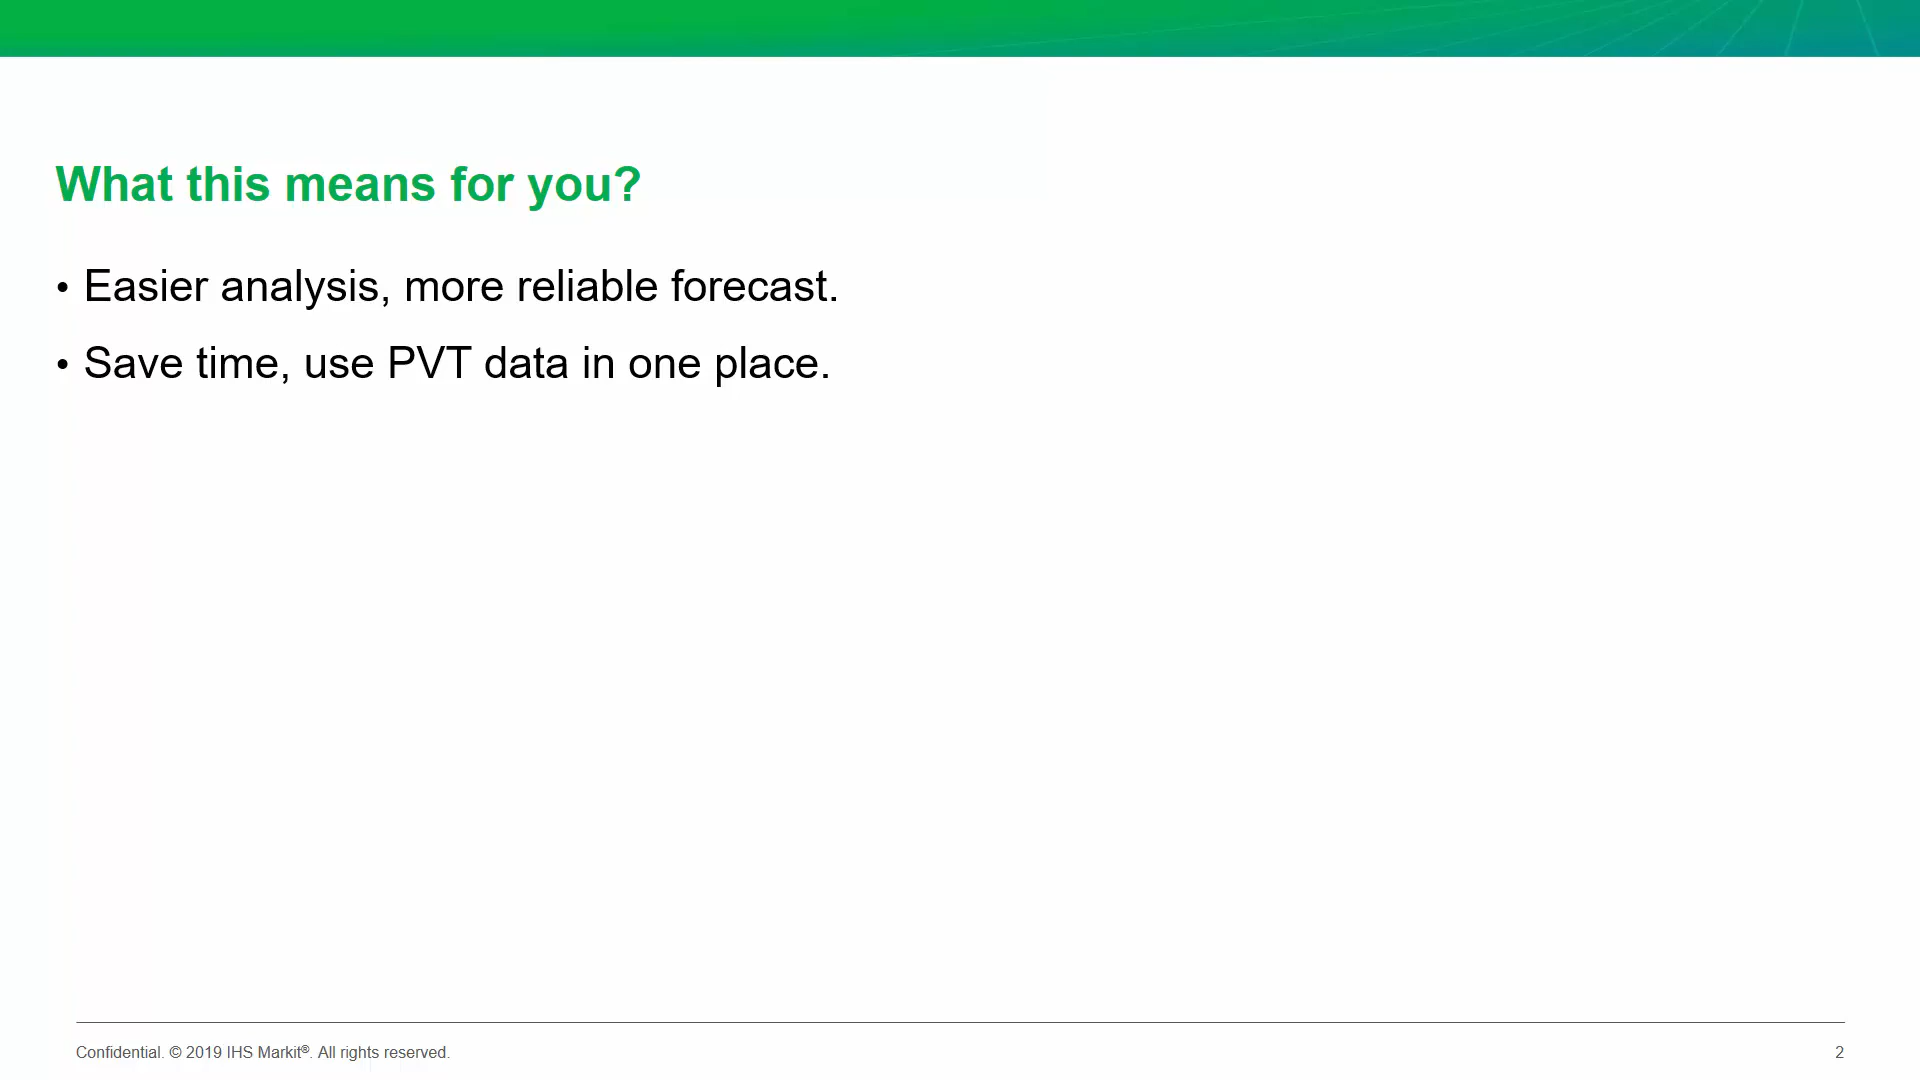 What this means for you?
• Easier analysis, more reliable forecast.
• Save time, use PVT data in one place.
Confidential. © 2019 IHS Markit®. All rights reserved.
2